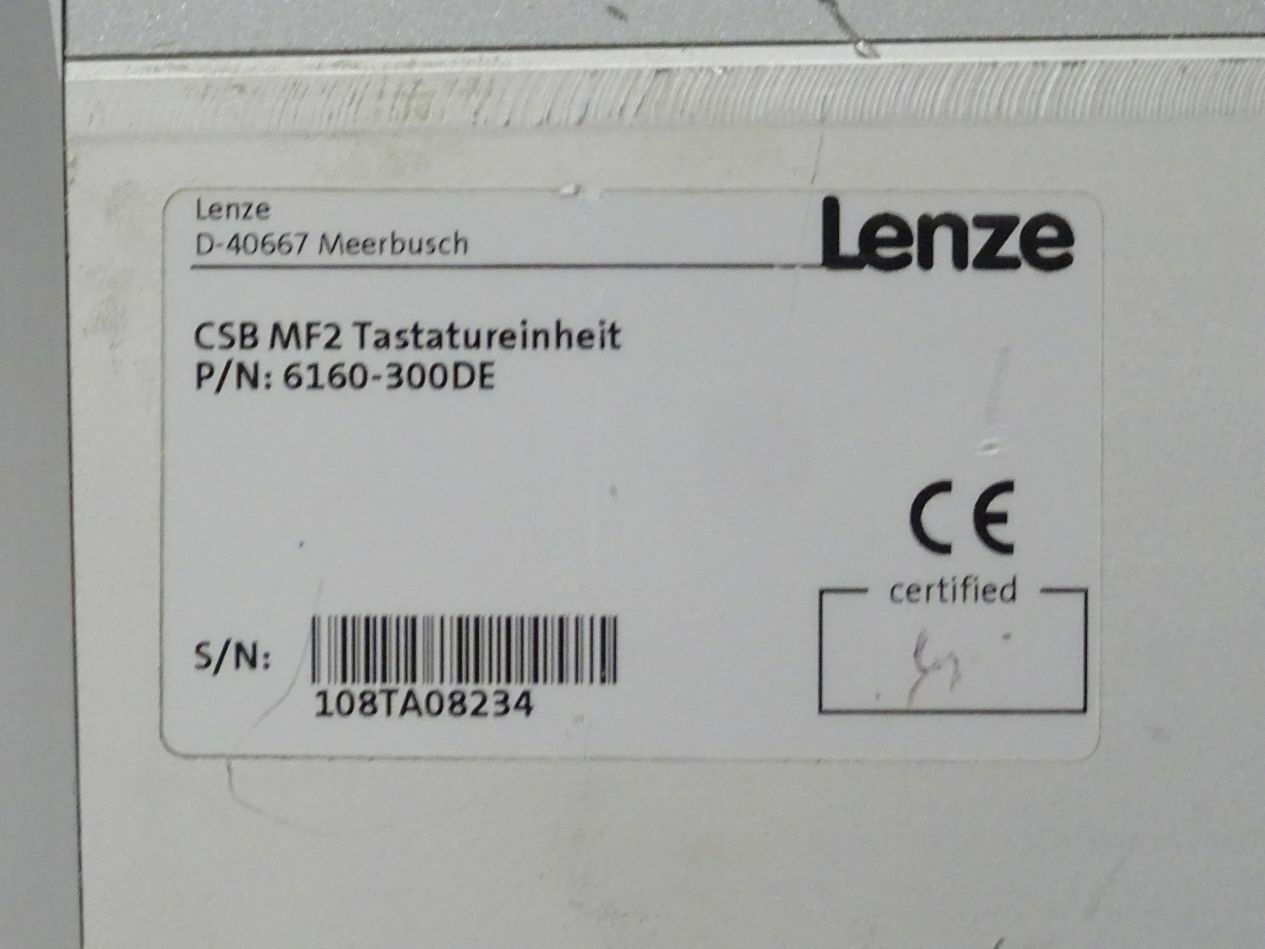 Lenze
D-40667 Meerbusch
Lenze
CSB MF2 Tastatureinheit
P/N: 6160-300DE
CE
certified
S/N:
108TA08234